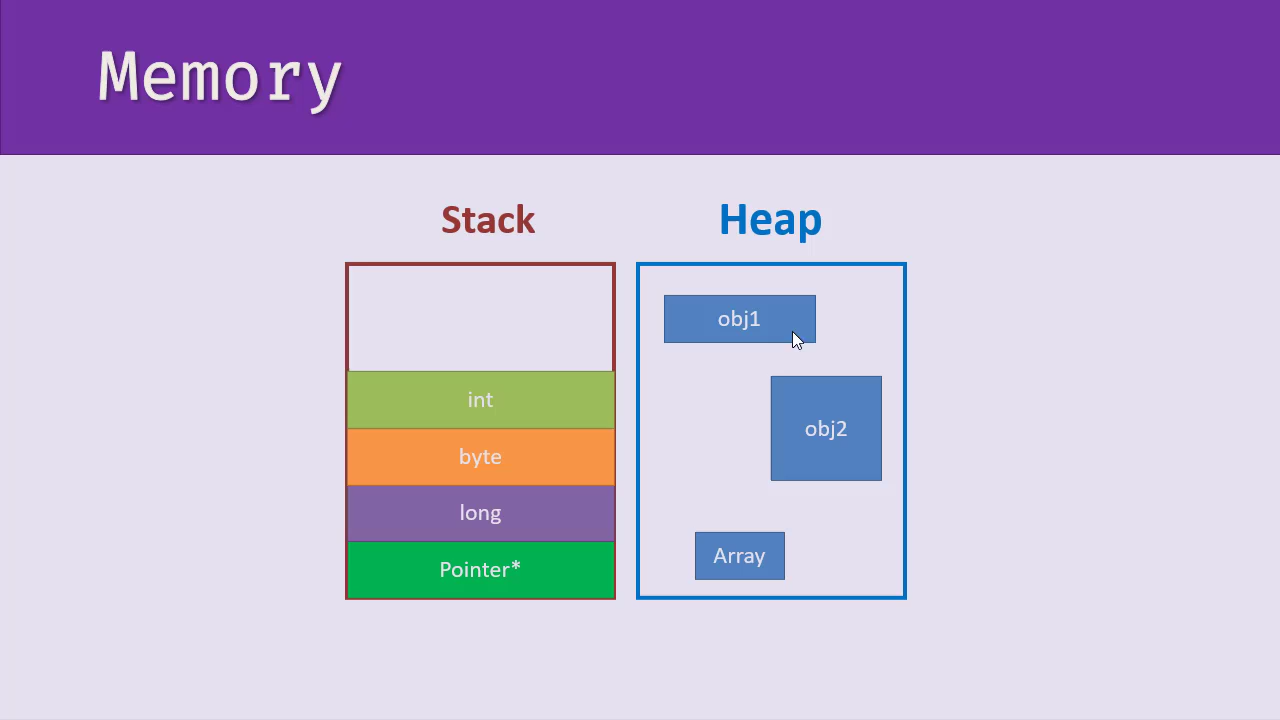 Memory
Stack
Heap
int
byte
long
Pointer*
obj1
obj2
Array